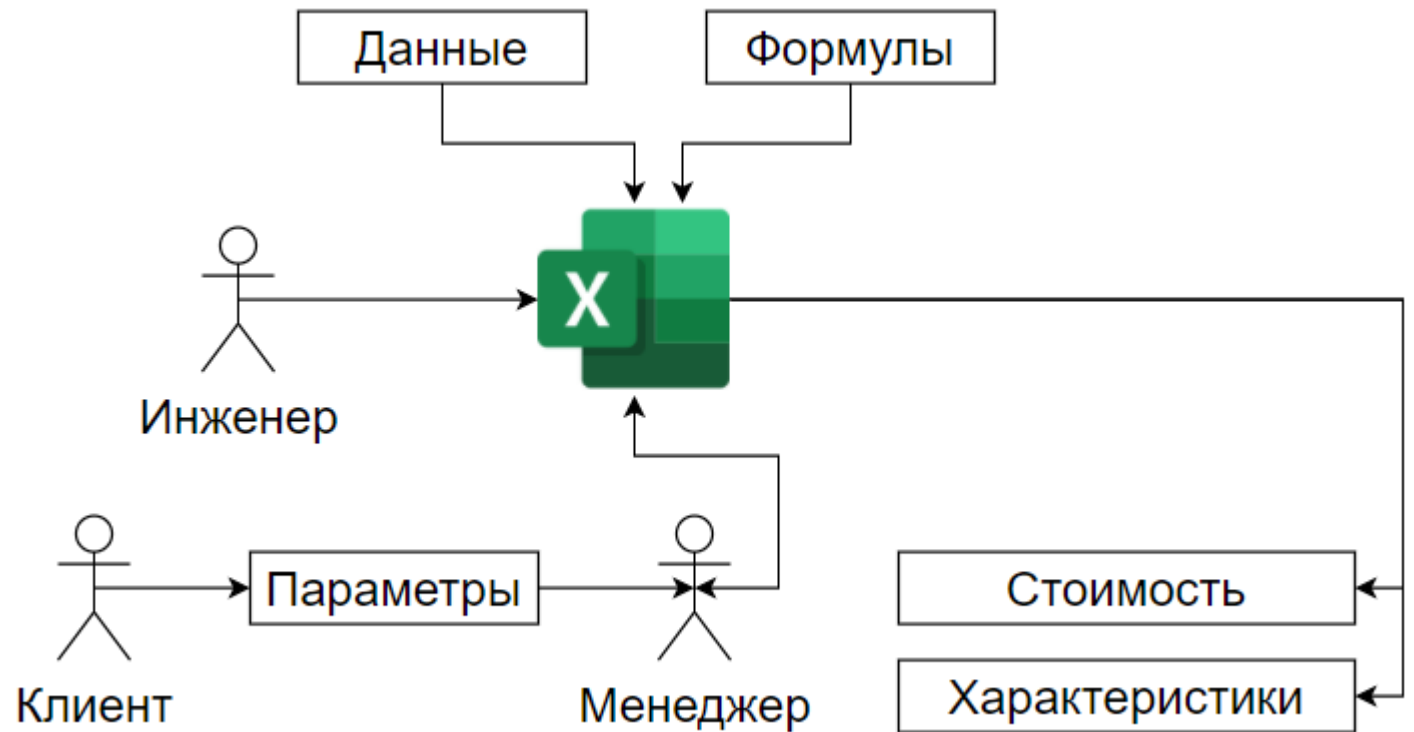 Данные
Формулы
X
Инженер
Параметры
Стоимость
Клиент
Менеджер
Характеристики